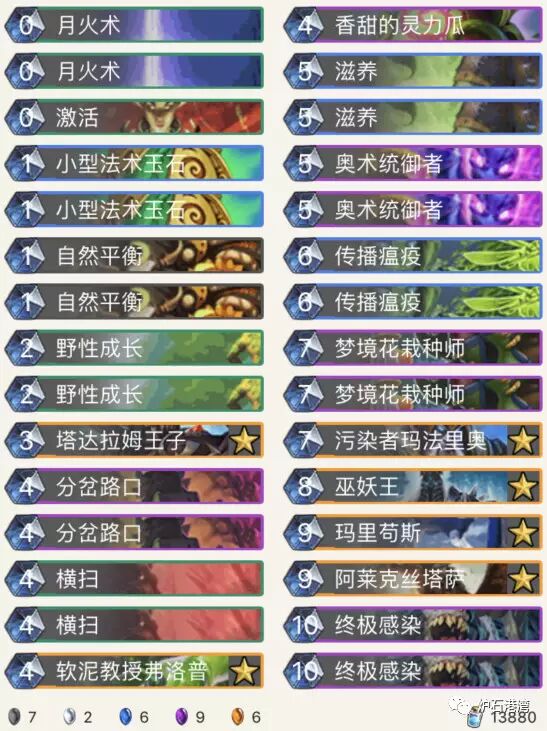 0 月火术
0 月火术
0 激活
1 小型法术玉石
1 小型法术玉石
1 自然平衡
1 自然平衡
2 野性成长
2 野性成长
3 塔达拉姆王子
4 分岔路口
4 分岔路口
4 横扫
4 横扫
4 软泥教授弗洛普
4 香甜的灵力瓜
5 滋养
5 滋养
5 奥术统御者
5 奥术统御者
6 传播瘟疫
6 传播瘟疫
7 梦境花栽种师
7 梦境花栽种师
7 污染者玛法里奥
8 巫妖王
9 玛里苟斯
9 阿莱克丝塔萨
10 终极感染
10 终极感染
7 2 6 9 6
炉石港湾
13880